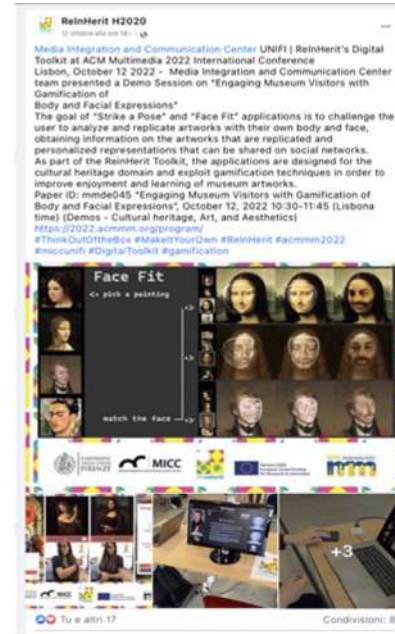 ReInHerit H2020
12 ottobre alle ore 18
Media Integration and Communication Center UNIFI | ReInHerit's Digital
Toolkit at ACM Multimedia 2022 International Conference
Lisbon, October 12 2022 - Media Integration and Communication Center
team presented a Demo Session on "Engaging Museum Visitors with
Gamification of
Body and Facial Expressions"
The goal of "Strike a Pose" and "Face Fit" applications is to challenge the
user to analyze and replicate artworks with their own body and face,
obtaining information on the artworks that are replicated and
personalized representations that can be shared on social networks.
As part of the ReinHerit Toolkit, the applications are designed for the
cultural heritage domain and exploit gamification techniques in order to
improve enjoyment and learning of museum artworks.
Paper ID: mmde045 "Engaging Museum Visitors with Gamification of
Body and Facial Expressions", October 12, 2022 10:30-11:45 (Lisbona
time) (Demos - Cultural heritage, Art, and Aesthetics)
https://2022.acmmm.org/program/
#ThinkOutOftheBox #MakeItYourOwn #ReInHerit #acmmm2022
#miccunifi #DigitalToolkit #gamification
Face Fit
<- pick a painting
match the face
UNIVERSITÀ
FIRENZE
MICC
MICC
+3
Tu e altri 17
Condivisioni: 8